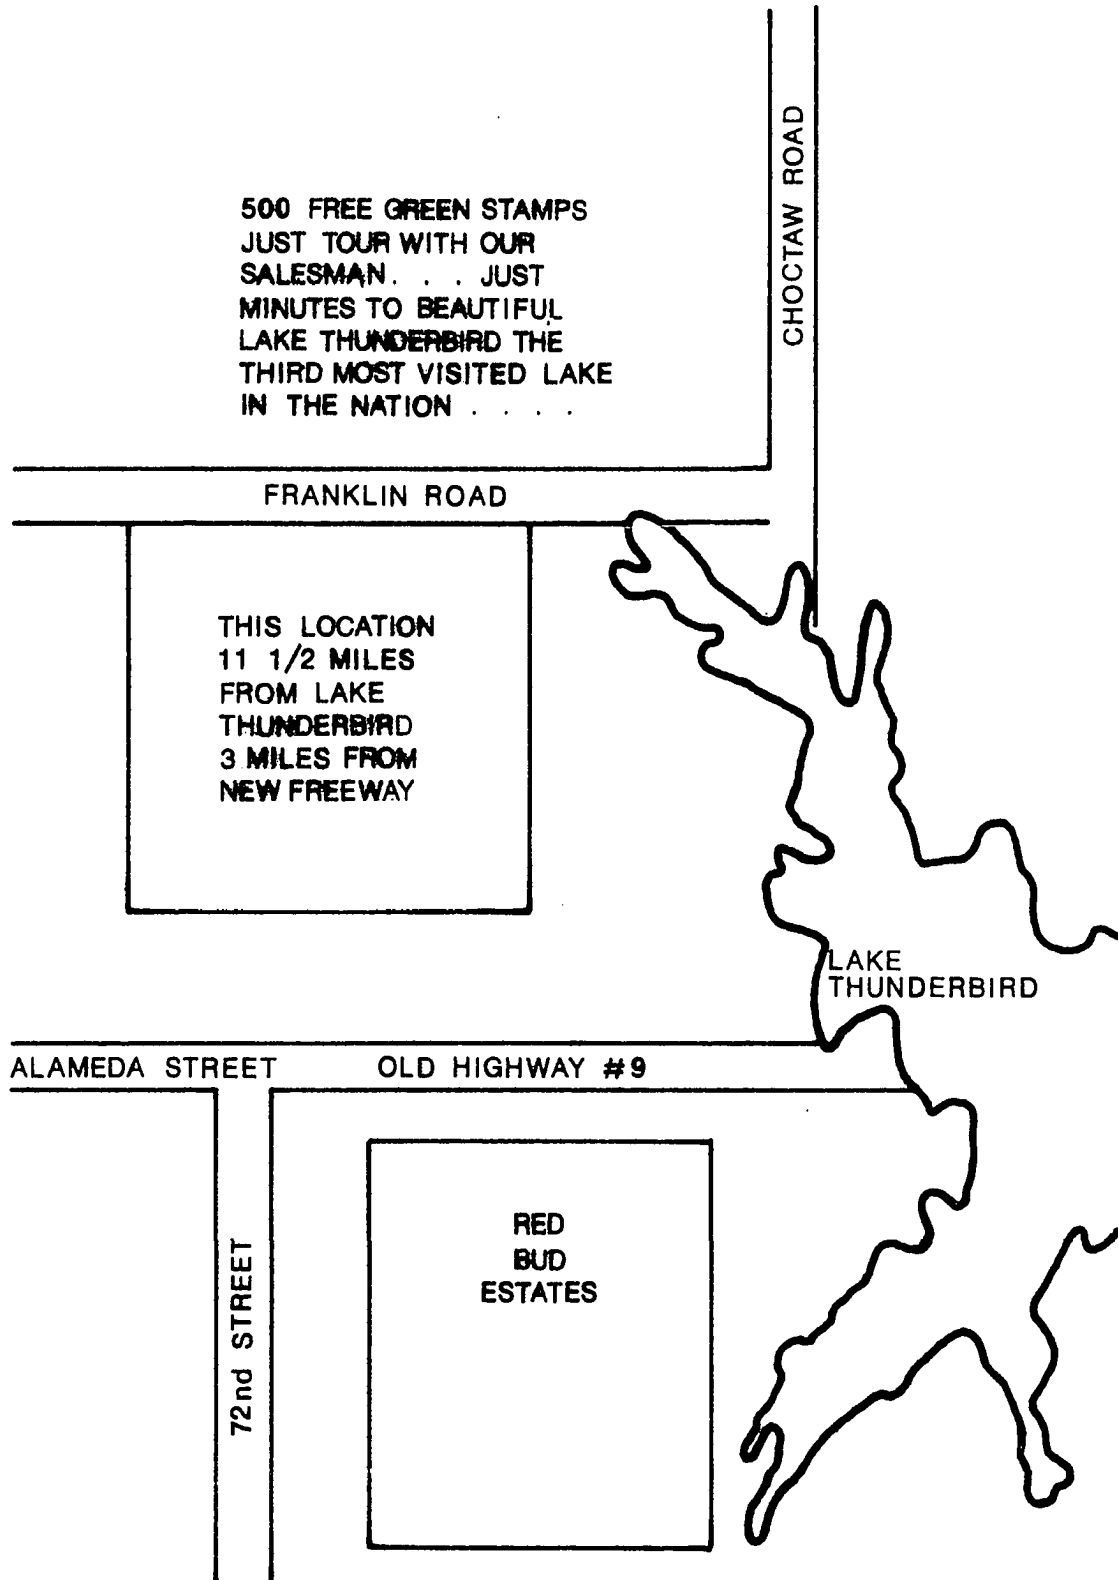 CHOCTAW ROAD
500 FREE GREEN STAMPS
JUST TOUR WITH OUR
SALESMAN. . . JUST
MINUTES TO BEAUTIFUL
LAKE THUNDERBIRD THE
THIRD MOST VISITED LAKE
IN THE NATION . . . .
FRANKLIN ROAD
THIS LOCATION
11 1/2 MILES
FROM LAKE
THUNDERBIRD
3 MILES FROM
NEW FREEWAY
LAKE
THUNDERBIRD
ALAMEDA STREET
OLD HIGHWAY #9
72nd STREET
RED
BUD
ESTATES